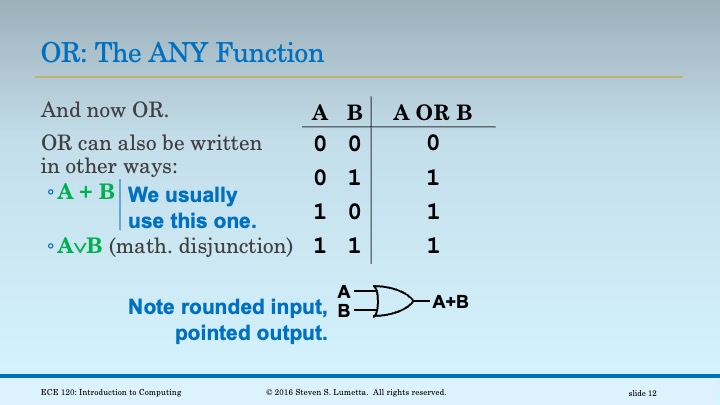 OR: The ANY Function
And now OR.
OR can also be written
in other ways:
◦A + B
We usually
use this one.
◦A∨B (math. disjunction)
A B A OR B
0 0 0
0 1 1
1 0 1
1 1 1
Note rounded input,
pointed output.
A
B
A+B
ECE 120: Introduction to Computing
© 2016 Steven S. Lumetta. All rights reserved.
slide 12